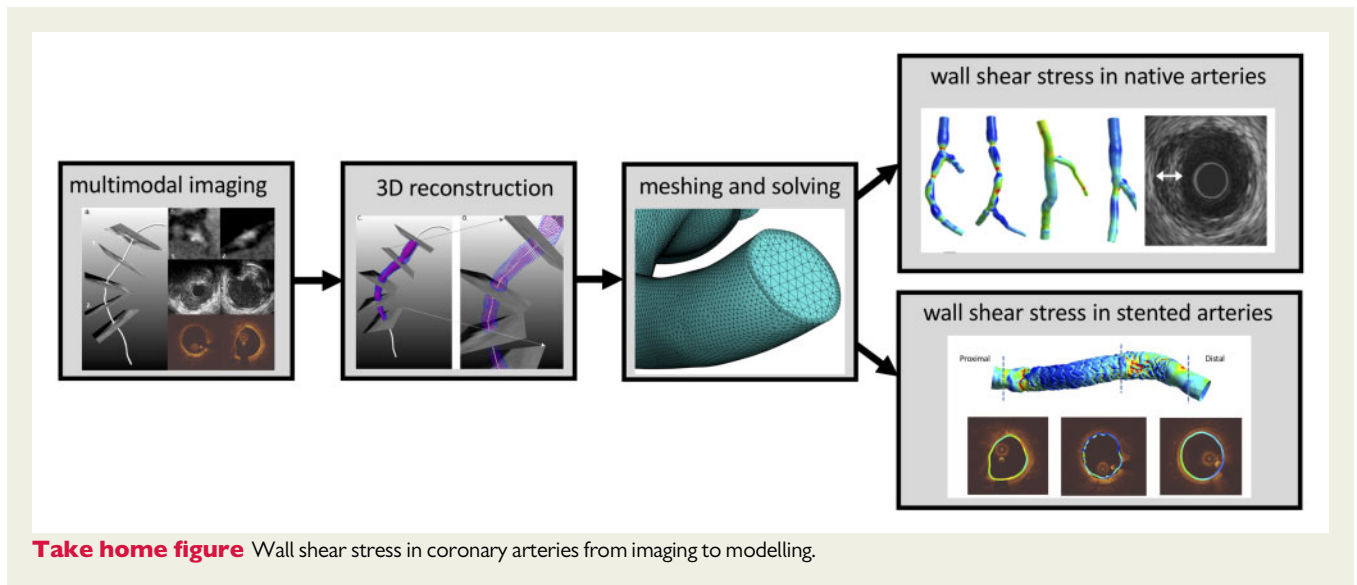 multimodal imaging
a.
3D reconstruction
C.
D.
meshing and solving
wall shear stress in native arteries
wall shear stress in stented arteries
Proximal
Distal
Take home figure Wall shear stress in coronary arteries from imaging to modelling.